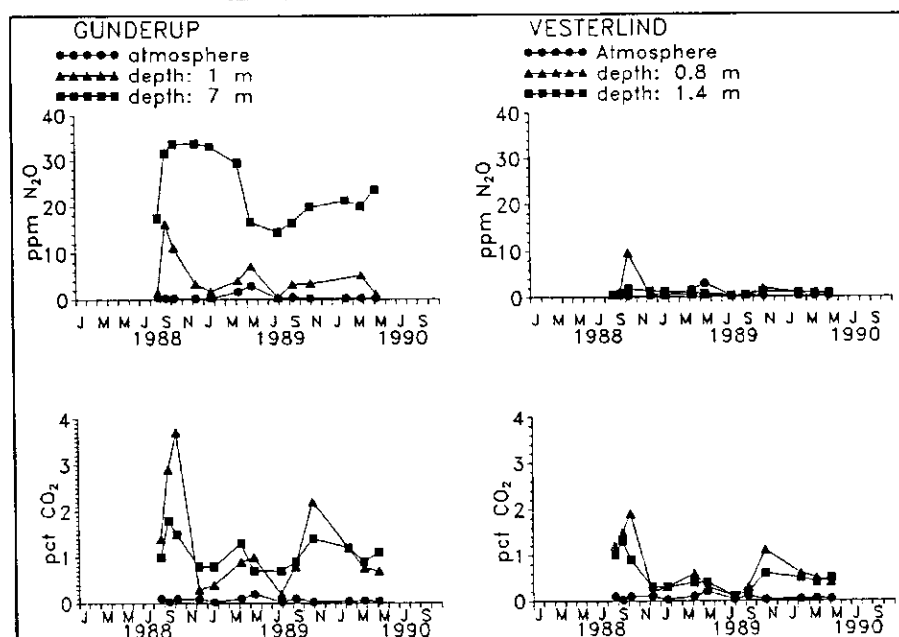 GUNDERUP
atmosphere
depth: 1 m
depth: 7 m
VESTERLIND
Atmosphere
depth: 0.8 m
depth: 1.4 m
ppm N₂O
40
30
20
10
0
J M M J S N J M M J S N J M M J S
1988 1989 1990
ppm N₂O
40
30
20
10
0
J M M J S N J M M J S N J M M J S
1988 1989 1990
pct CO₂
4
3
2
1
0
J M M J S N J M M J S N J M M J S
1988 1989 1990
pct CO₂
4
3
2
1
0
J M M J S N J M M J S N J M M J S
1988 1989 1990